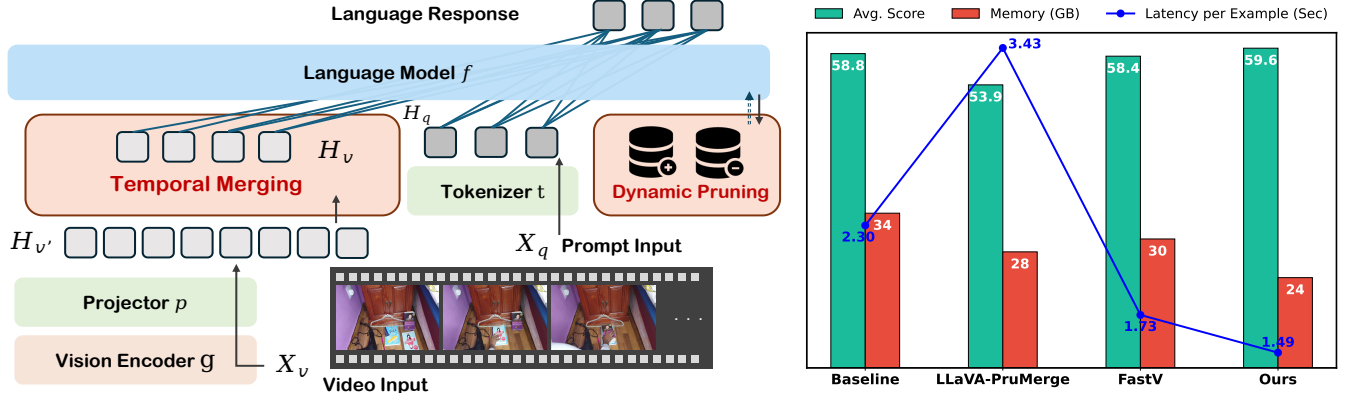 Language Response
Language Model f
H_q
H_v
Temporal Merging
Dynamic Pruning
Tokenizer t
H_v'
X_q Prompt Input
Projector p
Vision Encoder g
X_v
. . .
Video Input
Avg. Score
Memory (GB)
Latency per Example (Sec)
58.8
34
2.30
53.9
28
3.43
58.4
30
1.73
59.6
24
1.49
Baseline
LLaVA-PruMerge
FastV
Ours